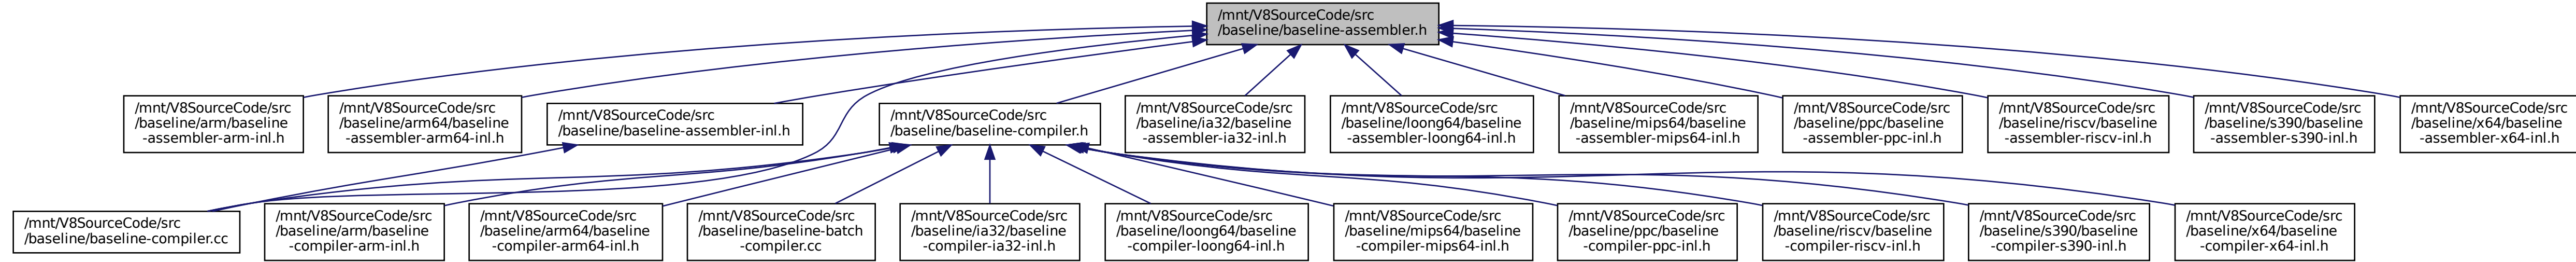 /mnt/V8SourceCode/src
/baseline/baseline-assembler.h
/mnt/V8SourceCode/src
/baseline/arm/baseline
-assembler-arm-inl.h
/mnt/V8SourceCode/src
/baseline/arm64/baseline
-assembler-arm64-inl.h
/mnt/V8SourceCode/src
/baseline/baseline-assembler-inl.h
/mnt/V8SourceCode/src
/baseline/baseline-compiler.h
/mnt/V8SourceCode/src
/baseline/ia32/baseline
-assembler-ia32-inl.h
/mnt/V8SourceCode/src
/baseline/loong64/baseline
-assembler-loong64-inl.h
/mnt/V8SourceCode/src
/baseline/mips64/baseline
-assembler-mips64-inl.h
/mnt/V8SourceCode/src
/baseline/ppc/baseline
-assembler-ppc-inl.h
/mnt/V8SourceCode/src
/baseline/riscv/baseline
-assembler-riscv-inl.h
/mnt/V8SourceCode/src
/baseline/s390/baseline
-assembler-s390-inl.h
/mnt/V8SourceCode/src
/baseline/x64/baseline
-assembler-x64-inl.h
/mnt/V8SourceCode/src
/baseline/baseline-compiler.cc
/mnt/V8SourceCode/src
/baseline/arm/baseline
-compiler-arm-inl.h
/mnt/V8SourceCode/src
/baseline/arm64/baseline
-compiler-arm64-inl.h
/mnt/V8SourceCode/src
/baseline/baseline-batch
-compiler.cc
/mnt/V8SourceCode/src
/baseline/ia32/baseline
-compiler-ia32-inl.h
/mnt/V8SourceCode/src
/baseline/loong64/baseline
-compiler-loong64-inl.h
/mnt/V8SourceCode/src
/baseline/mips64/baseline
-compiler-mips64-inl.h
/mnt/V8SourceCode/src
/baseline/ppc/baseline
-compiler-ppc-inl.h
/mnt/V8SourceCode/src
/baseline/riscv/baseline
-compiler-riscv-inl.h
/mnt/V8SourceCode/src
/baseline/s390/baseline
-compiler-s390-inl.h
/mnt/V8SourceCode/src
/baseline/x64/baseline
-compiler-x64-inl.h